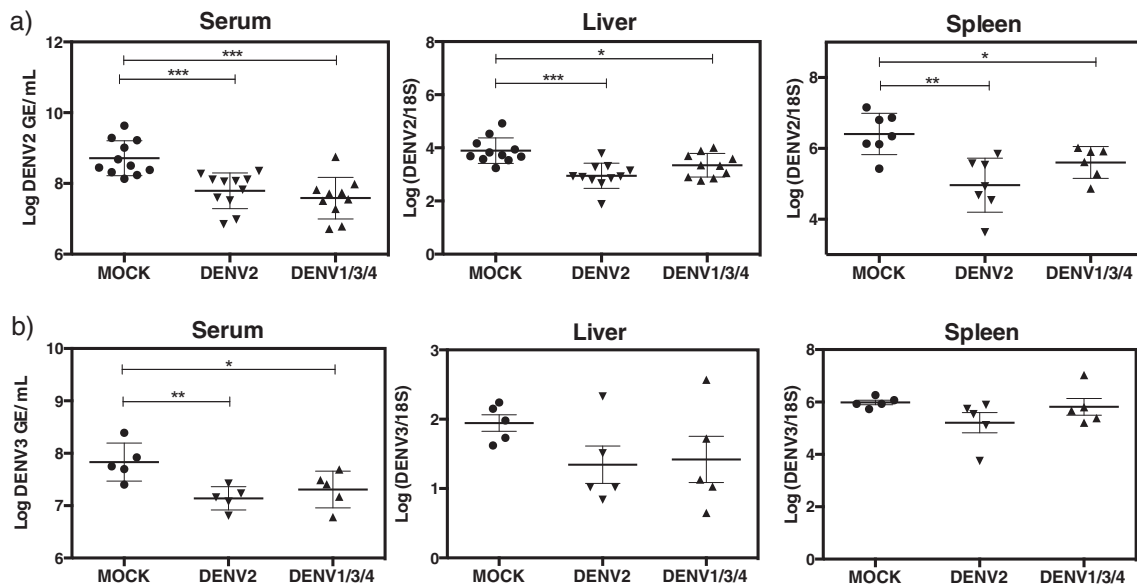 a)
Serum
Log DENV2 GE/ mL
12
10
8
6
***
***
MOCK DENV2 DENV1/3/4
Liver
Log (DENV2/18S)
8
6
4
2
0
*
***
MOCK DENV2 DENV1/3/4
Spleen
Log (DENV2/18S)
8
6
4
*
**
MOCK DENV2 DENV1/3/4
b)
Serum
Log DENV3 GE/ mL
10
9
8
7
6
*
**
MOCK DENV2 DENV1/3/4
Liver
Log (DENV3/18S)
3
2
1
0
MOCK DENV2 DENV1/3/4
Spleen
Log (DENV3/18S)
8
6
4
2
0
MOCK DENV2 DENV1/3/4